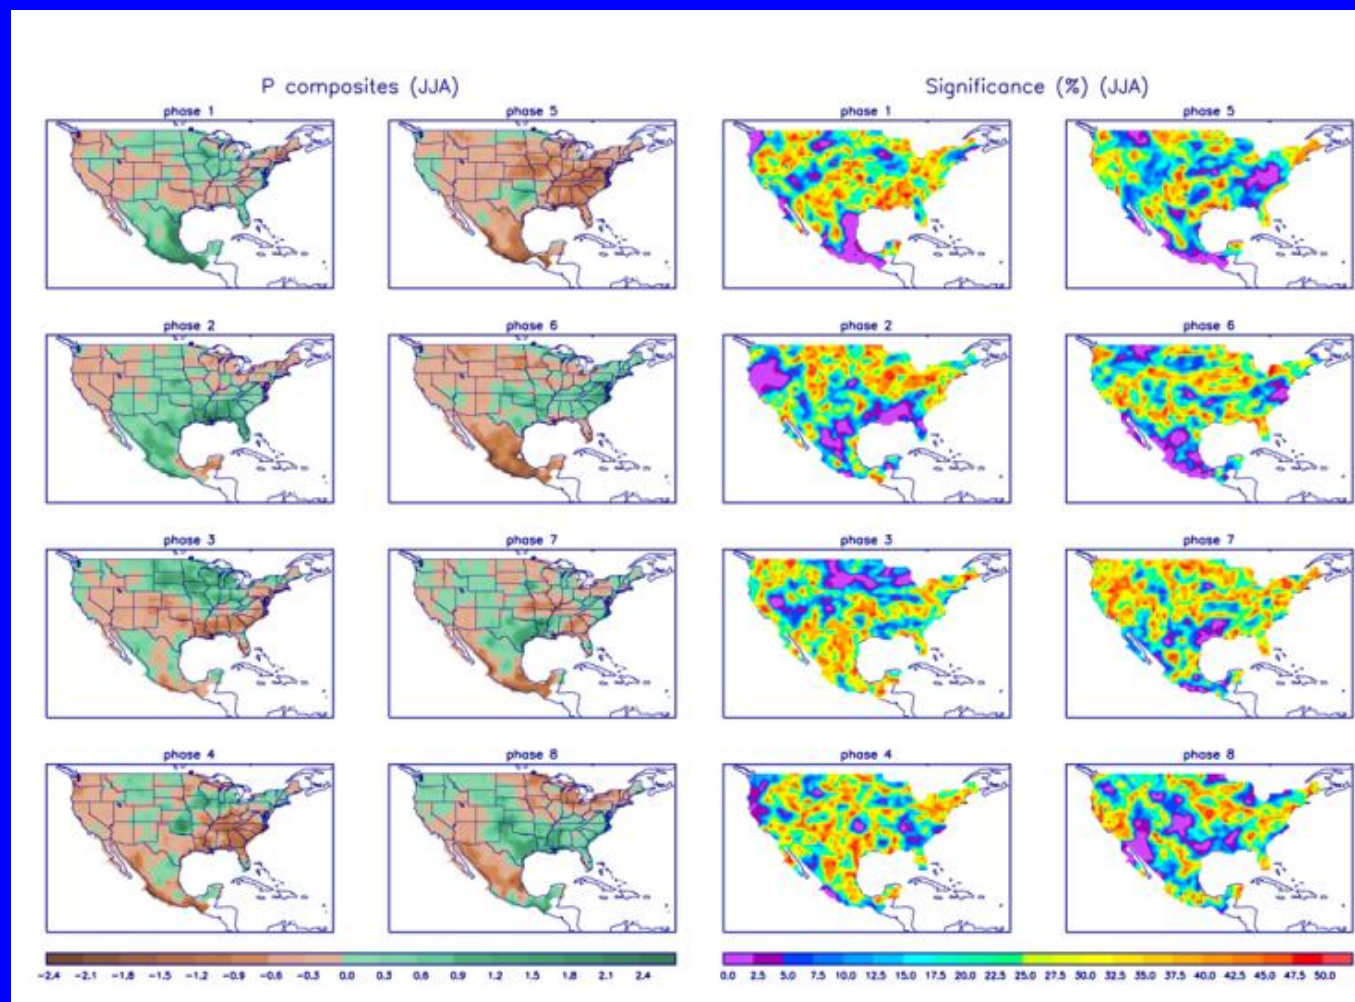 P composites (JJA) Significance (%) (JJA)
phase 1 phase 5 phase 1 phase 5
phase 2 phase 6 phase 2 phase 6
phase 3 phase 7 phase 3 phase 7
phase 4 phase 8 phase 4 phase 8
-2.4 -2.1 -1.8 -1.5 -1.2 -0.9 -0.6 -0.3 0.0 0.3 0.6 0.9 1.2 1.5 1.8 2.1 2.4 0.0 2.5 5.0 7.5 10.0 12.5 15.0 17.5 20.0 22.5 25.0 27.5 30.0 32.5 35.0 37.5 40.0 42.5 45.0 47.5 50.0